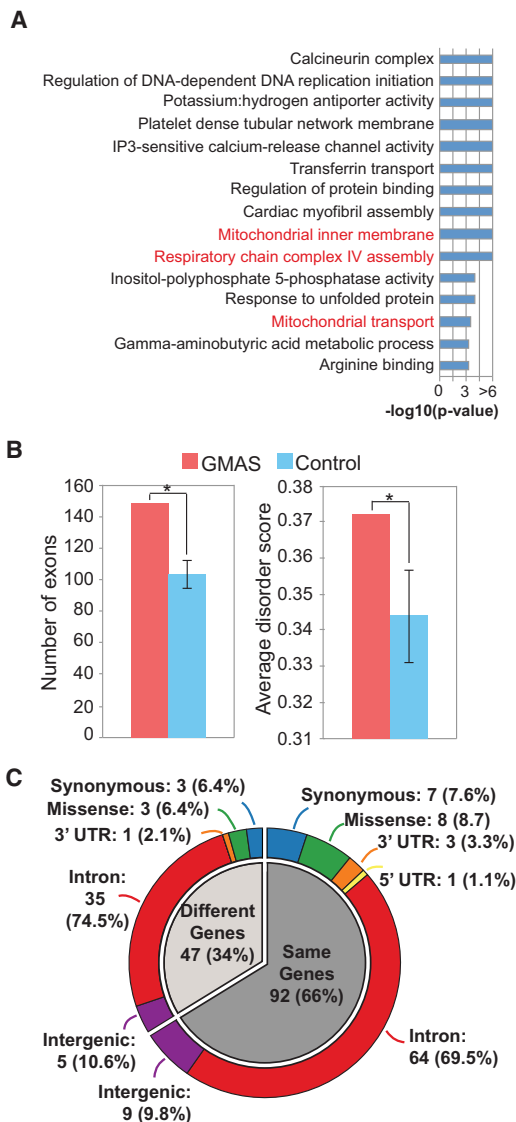 A
Calcineurin complex
Regulation of DNA-dependent DNA replication initiation
Potassium:hydrogen antiporter activity
Platelet dense tubular network membrane
IP3-sensitive calcium-release channel activity
Transferrin transport
Regulation of protein binding
Cardiac myofibril assembly
Mitochondrial inner membrane
Respiratory chain complex IV assembly
Inositol-polyphosphate 5-phosphatase activity
Response to unfolded protein
Mitochondrial transport
Gamma-aminobutyric acid metabolic process
Arginine binding
0 3 >6
-log10(p-value)
B
GMAS Control
Number of exons
160
140
120
100
80
60
40
20
0
*
Average disorder score
0.38
0.37
0.36
0.35
0.34
0.33
0.32
0.31
*
C
Synonymous: 3 (6.4%)
Missense: 3 (6.4%)
3' UTR: 1 (2.1%)
Intron:
35
(74.5%)
Intergenic:
5 (10.6%)
Intergenic:
9 (9.8%)
Synonymous: 7 (7.6%)
Missense: 8 (8.7)
3' UTR: 3 (3.3%)
5' UTR: 1 (1.1%)
Intron:
64 (69.5%)
Different
Genes
47 (34%)
Same
Genes
92 (66%)